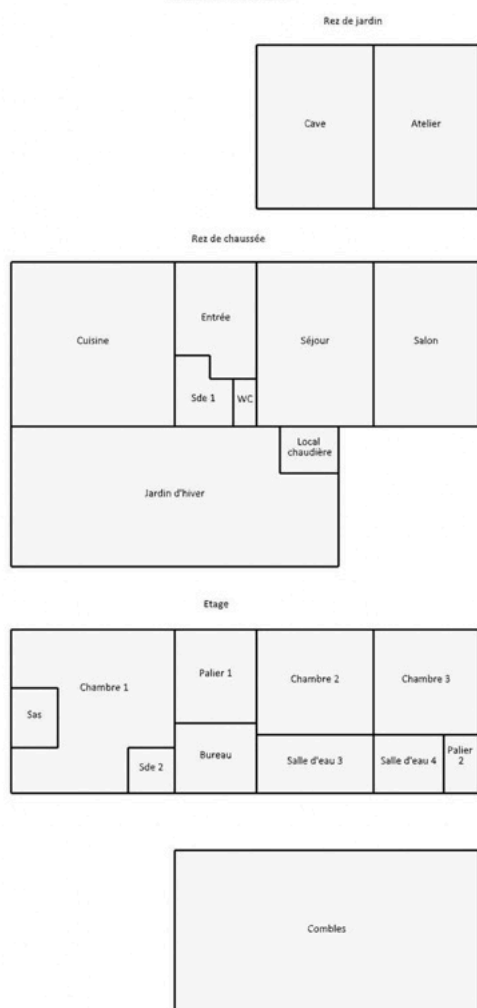 Rez de jardin
Cave
Atelier
Rez de chaussée
Cuisine
Entrée
Séjour
Salon
Sde 1
WC
Local
chaudière
Jardin d'hiver
Etage
Chambre 1
Palier 1
Chambre 2
Chambre 3
Sas
Sde 2
Bureau
Salle d'eau 3
Salle d'eau 4
Palier
2
Combles